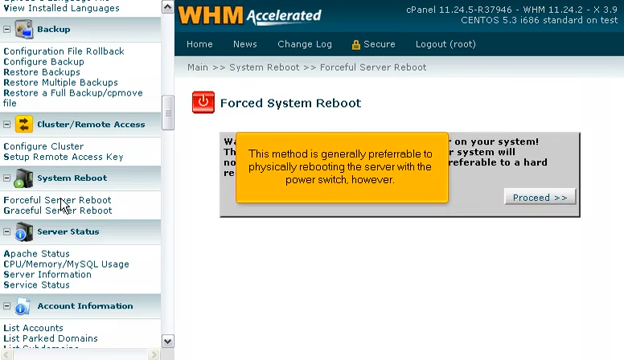 View Installed Languages
Backup
Configuration File Rollback
Configure Backup
Restore Backups
Restore Multiple Backups
Restore a Full Backup/cpmove
file
Cluster/Remote Access
Configure Cluster
Setup Remote Access Key
System Reboot
Forceful Server Reboot
Graceful Server Reboot
Server Status
Apache Status
CPU/Memory/MySQL Usage
Server Information
Service Status
Account Information
List Accounts
List Parked Domains
List Subdomains
WHM Accelerated
cPanel 11.24.5-R37946 - WHM 11.24.2 - X 3.9
CENTOS 5.3 i686 standard on test
Home News Change Log Secure Logout (root)
Main >> System Reboot >> Forceful Server Reboot
Forced System Reboot
on your system!
system will
preferable to a hard
This method is generally preferrable to
physically rebooting the server with the
power switch, however.
Proceed >>